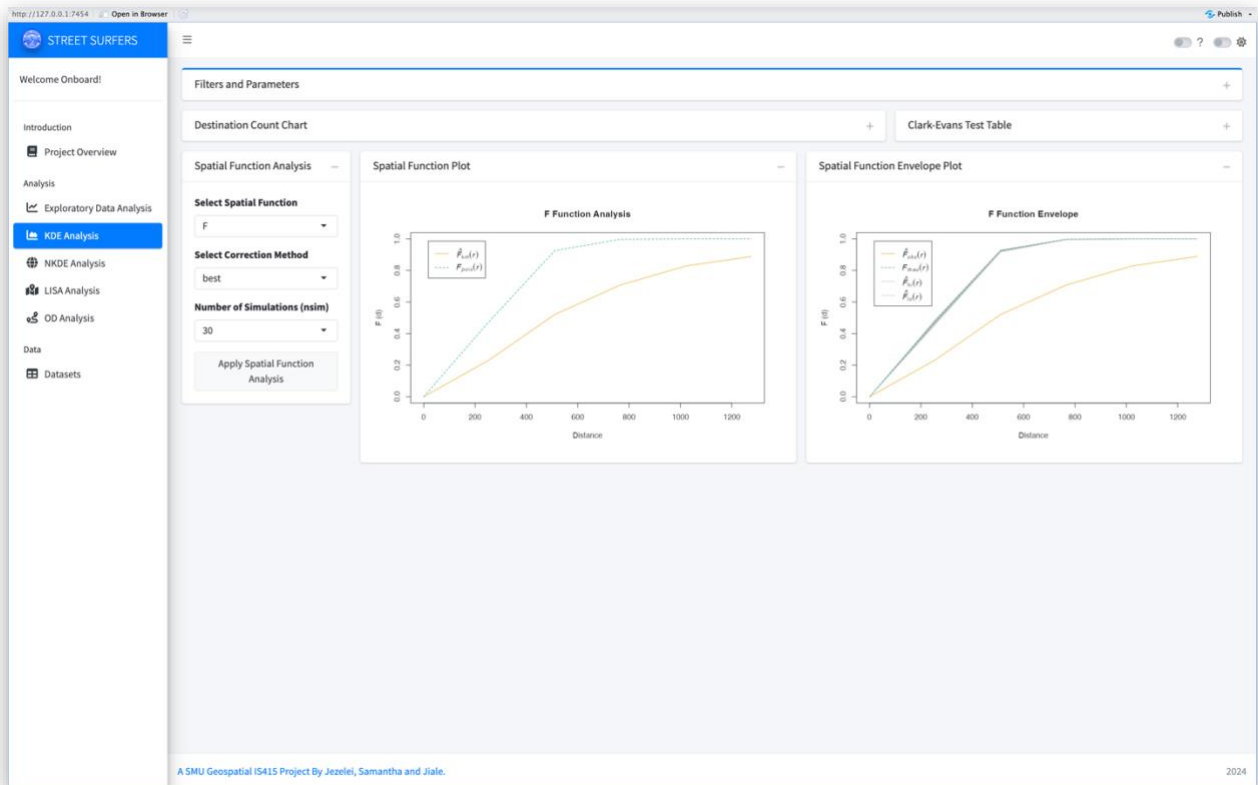 http://127.0.0.1:7454 Open in Browser Publish
STREET SURFERS
?
Welcome Onboard!
Introduction
Project Overview
Analysis
Exploratory Data Analysis
KDE Analysis
NKDE Analysis
LISA Analysis
OD Analysis
Data
Datasets
Filters and Parameters
Destination Count Chart
Clark-Evans Test Table
Spatial Function Analysis
Select Spatial Function
F
Select Correction Method
best
Number of Simulations (nsim)
30
Apply Spatial Function
Analysis
Spatial Function Plot
F Function Analysis
1.0
0.8
0.6
0.4
0.2
0.0
F (d)
0 200 400 600 800 1000 1200
Distance
Spatial Function Envelope Plot
F Function Envelope
1.0
0.8
0.6
0.4
0.2
0.0
F (d)
0 200 400 600 800 1000 1200
Distance
A SMU Geospatial IS415 Project By Jezelei, Samantha and Jiale.
2024